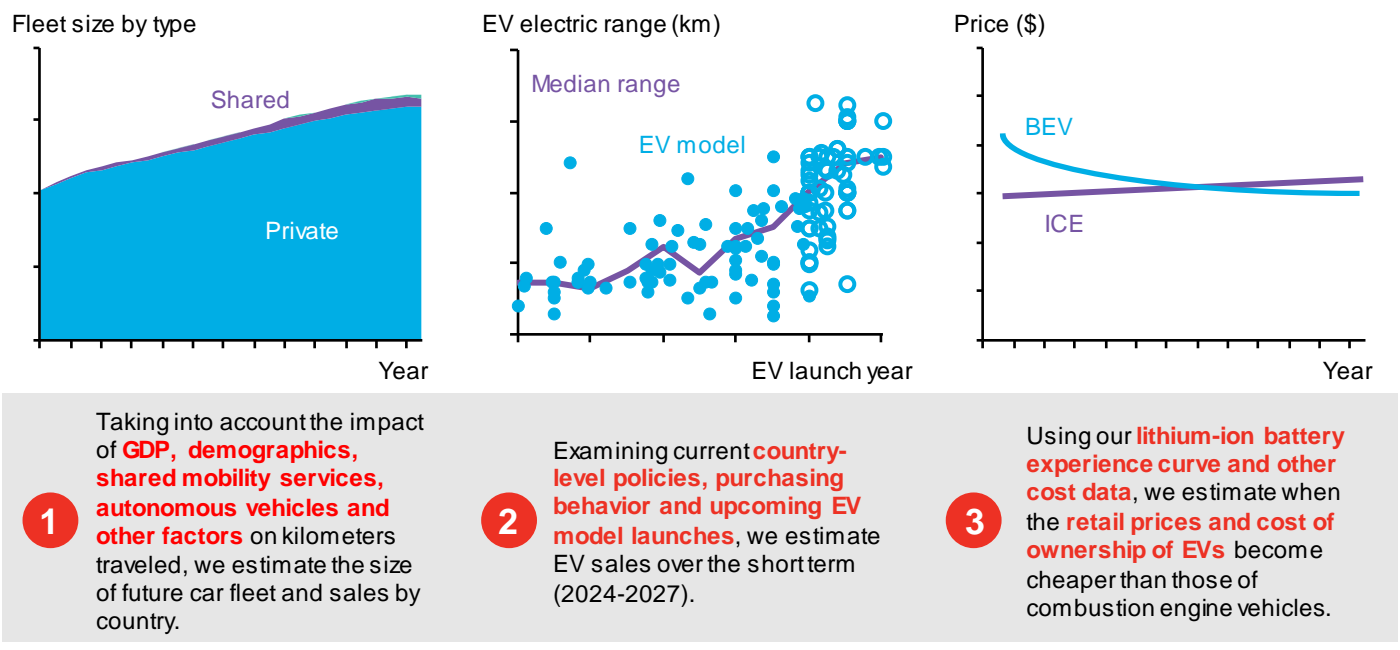 Fleet size by type
Shared
Private
Year
EV electric range (km)
Median range
EV model
EV launch year
Price ($)
BEV
ICE
Year
1
Taking into account the impact
of GDP, demographics,
shared mobility services,
autonomous vehicles and
other factors on kilometers
traveled, we estimate the size
of future car fleet and sales by
country.
2
Examining current country-
level policies, purchasing
behavior and upcoming EV
model launches, we estimate
EV sales over the short term
(2024-2027).
3
Using our lithium-ion battery
experience curve and other
cost data, we estimate when
the retail prices and cost of
ownership of EVs become
cheaper than those of
combustion engine vehicles.